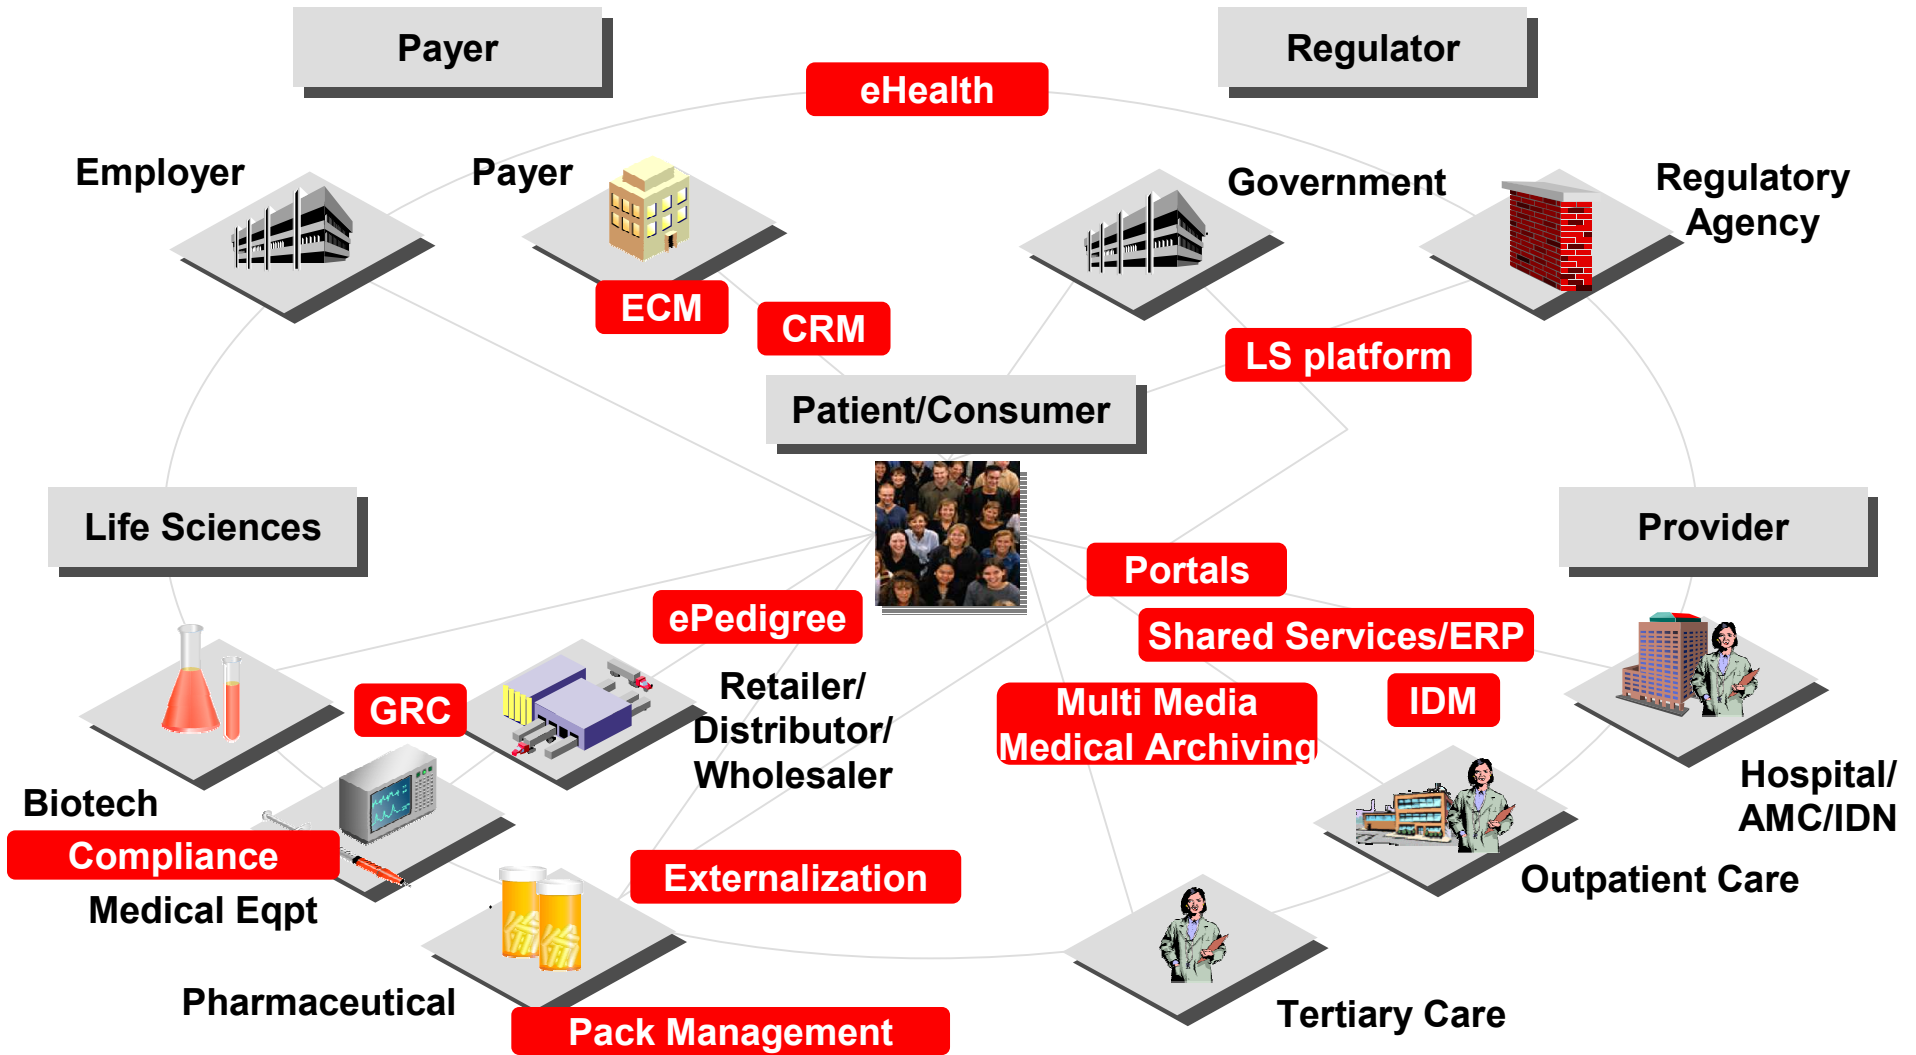 Payer
Regulator
eHealth
Employer
Payer
Government
Regulatory
Agency
ECM
CRM
LS platform
Patient/Consumer
Life Sciences
Provider
Portals
ePedigree
Shared Services/ERP
GRC
Retailer/
Distributor/
Wholesaler
Multi Media
Medical Archiving
IDM
Biotech
Hospital/
AMC/IDN
Compliance
Medical Eqpt
Externalization
Outpatient Care
Pharmaceutical
Tertiary Care
Pack Management